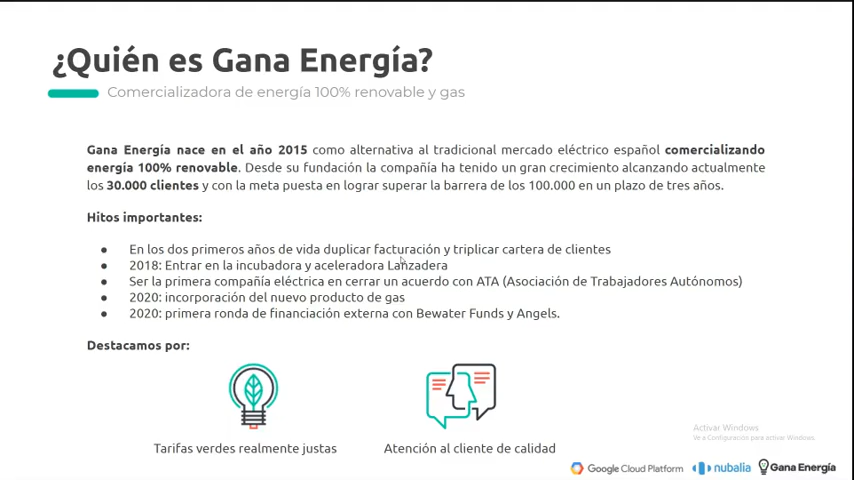 ¿Quién es Gana Energía?
Comercializadora de energía 100% renovable y gas
Gana Energía nace en el año 2015 como alternativa al tradicional mercado eléctrico español comercializando
energía 100% renovable. Desde su fundación la compañía ha tenido un gran crecimiento alcanzando actualmente
los 30.000 clientes y con la meta puesta en lograr superar la barrera de los 100.000 en un plazo de tres años.
Hitos importantes:
● En los dos primeros años de vida duplicar facturación y triplicar cartera de clientes
● 2018: Entrar en la incubadora y aceleradora Lanzadera
● Ser la primera compañía eléctrica en cerrar un acuerdo con ATA (Asociación de Trabajadores Autónomos)
● 2020: incorporación del nuevo producto de gas
● 2020: primera ronda de financiación externa con Bewater Funds y Angels.
Destacamos por:
Tarifas verdes realmente justas
Atención al cliente de calidad
Activar Windows
Ve a Configuración para activar Windows.
Google Cloud Platform
nubalia
Gana Energía